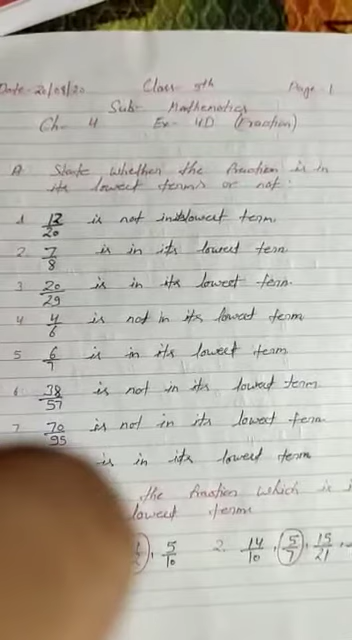 Date- 20/08/20 Class- 5th Page- 1
Sub- Mathematics
Ch- 4 Ex- 4D (Fraction)
A State whether the fraction is in
its lowest terms or not.
1 12/20 is not in its lowest term.
2. 7/8 is in its lowest term
3 20/29 is in its lowest term.
4 4/6 is not in its lowest term
5 6/7 is in its lowest term
6 38/57 is not in its lowest term.
7. 70/95 is not in its lowest term
is in its lowest term
the fraction which is
lowest terms
5/10 2. 14/10, 5/7, 15/21,